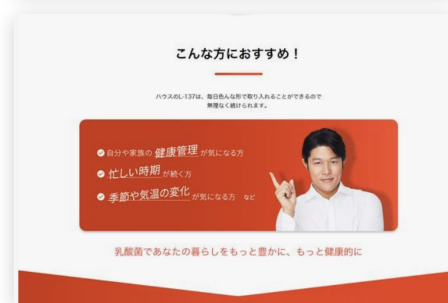 こんな方におすすめ！
ハウスのL-137は、毎日色んな形で取り入れることができるので
無理なく続けられます。
自分や家族の 健康管理 が気になる方
忙しい時期 が続く方
季節や気温の変化 が気になる方 など
乳酸菌であなたの暮らしをもっと豊かに、もっと健康的に